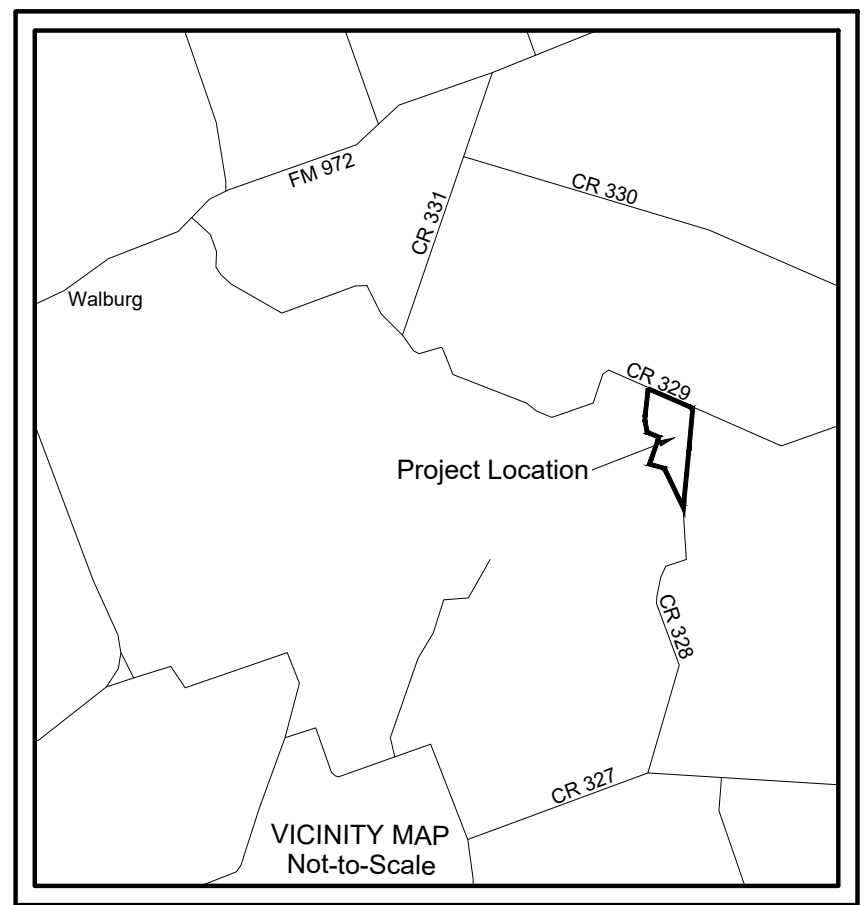 FM 972
CR 331
CR 330
Walburg
CR 329
Project Location
CR 328
CR 327
VICINITY MAP
Not-to-Scale